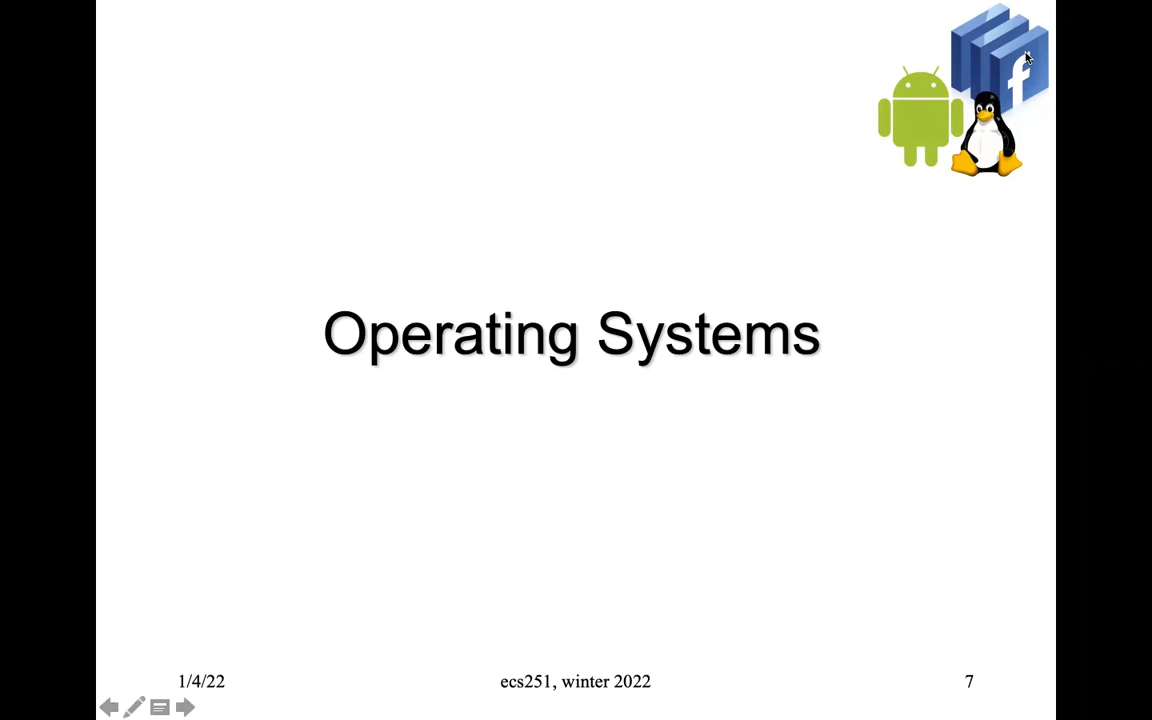 f
Operating Systems
1/4/22
ecs251, winter 2022
7